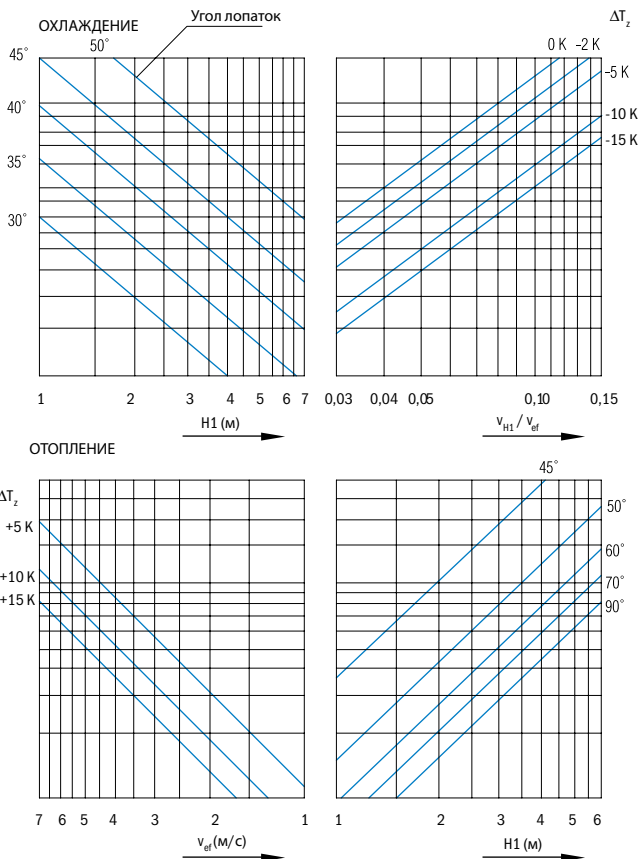 ОХЛАЖДЕНИЕ
Угол лопаток
50°
45°
40°
35°
30°
1 2 3 4 5 6 7
H1 (м)
ΔTz
0 K –2 K
–5 K
-10 K
-15 K
0,03 0,04 0,05 0,10 0,15
vH1 / vef
ОТОПЛЕНИЕ
ΔTz
+5 K
+10 K
+15 K
7 6 5 4 3 2 1
vef (м/с)
45°
50°
60°
70°
90°
1 2 3 4 5 6
H1 (м)